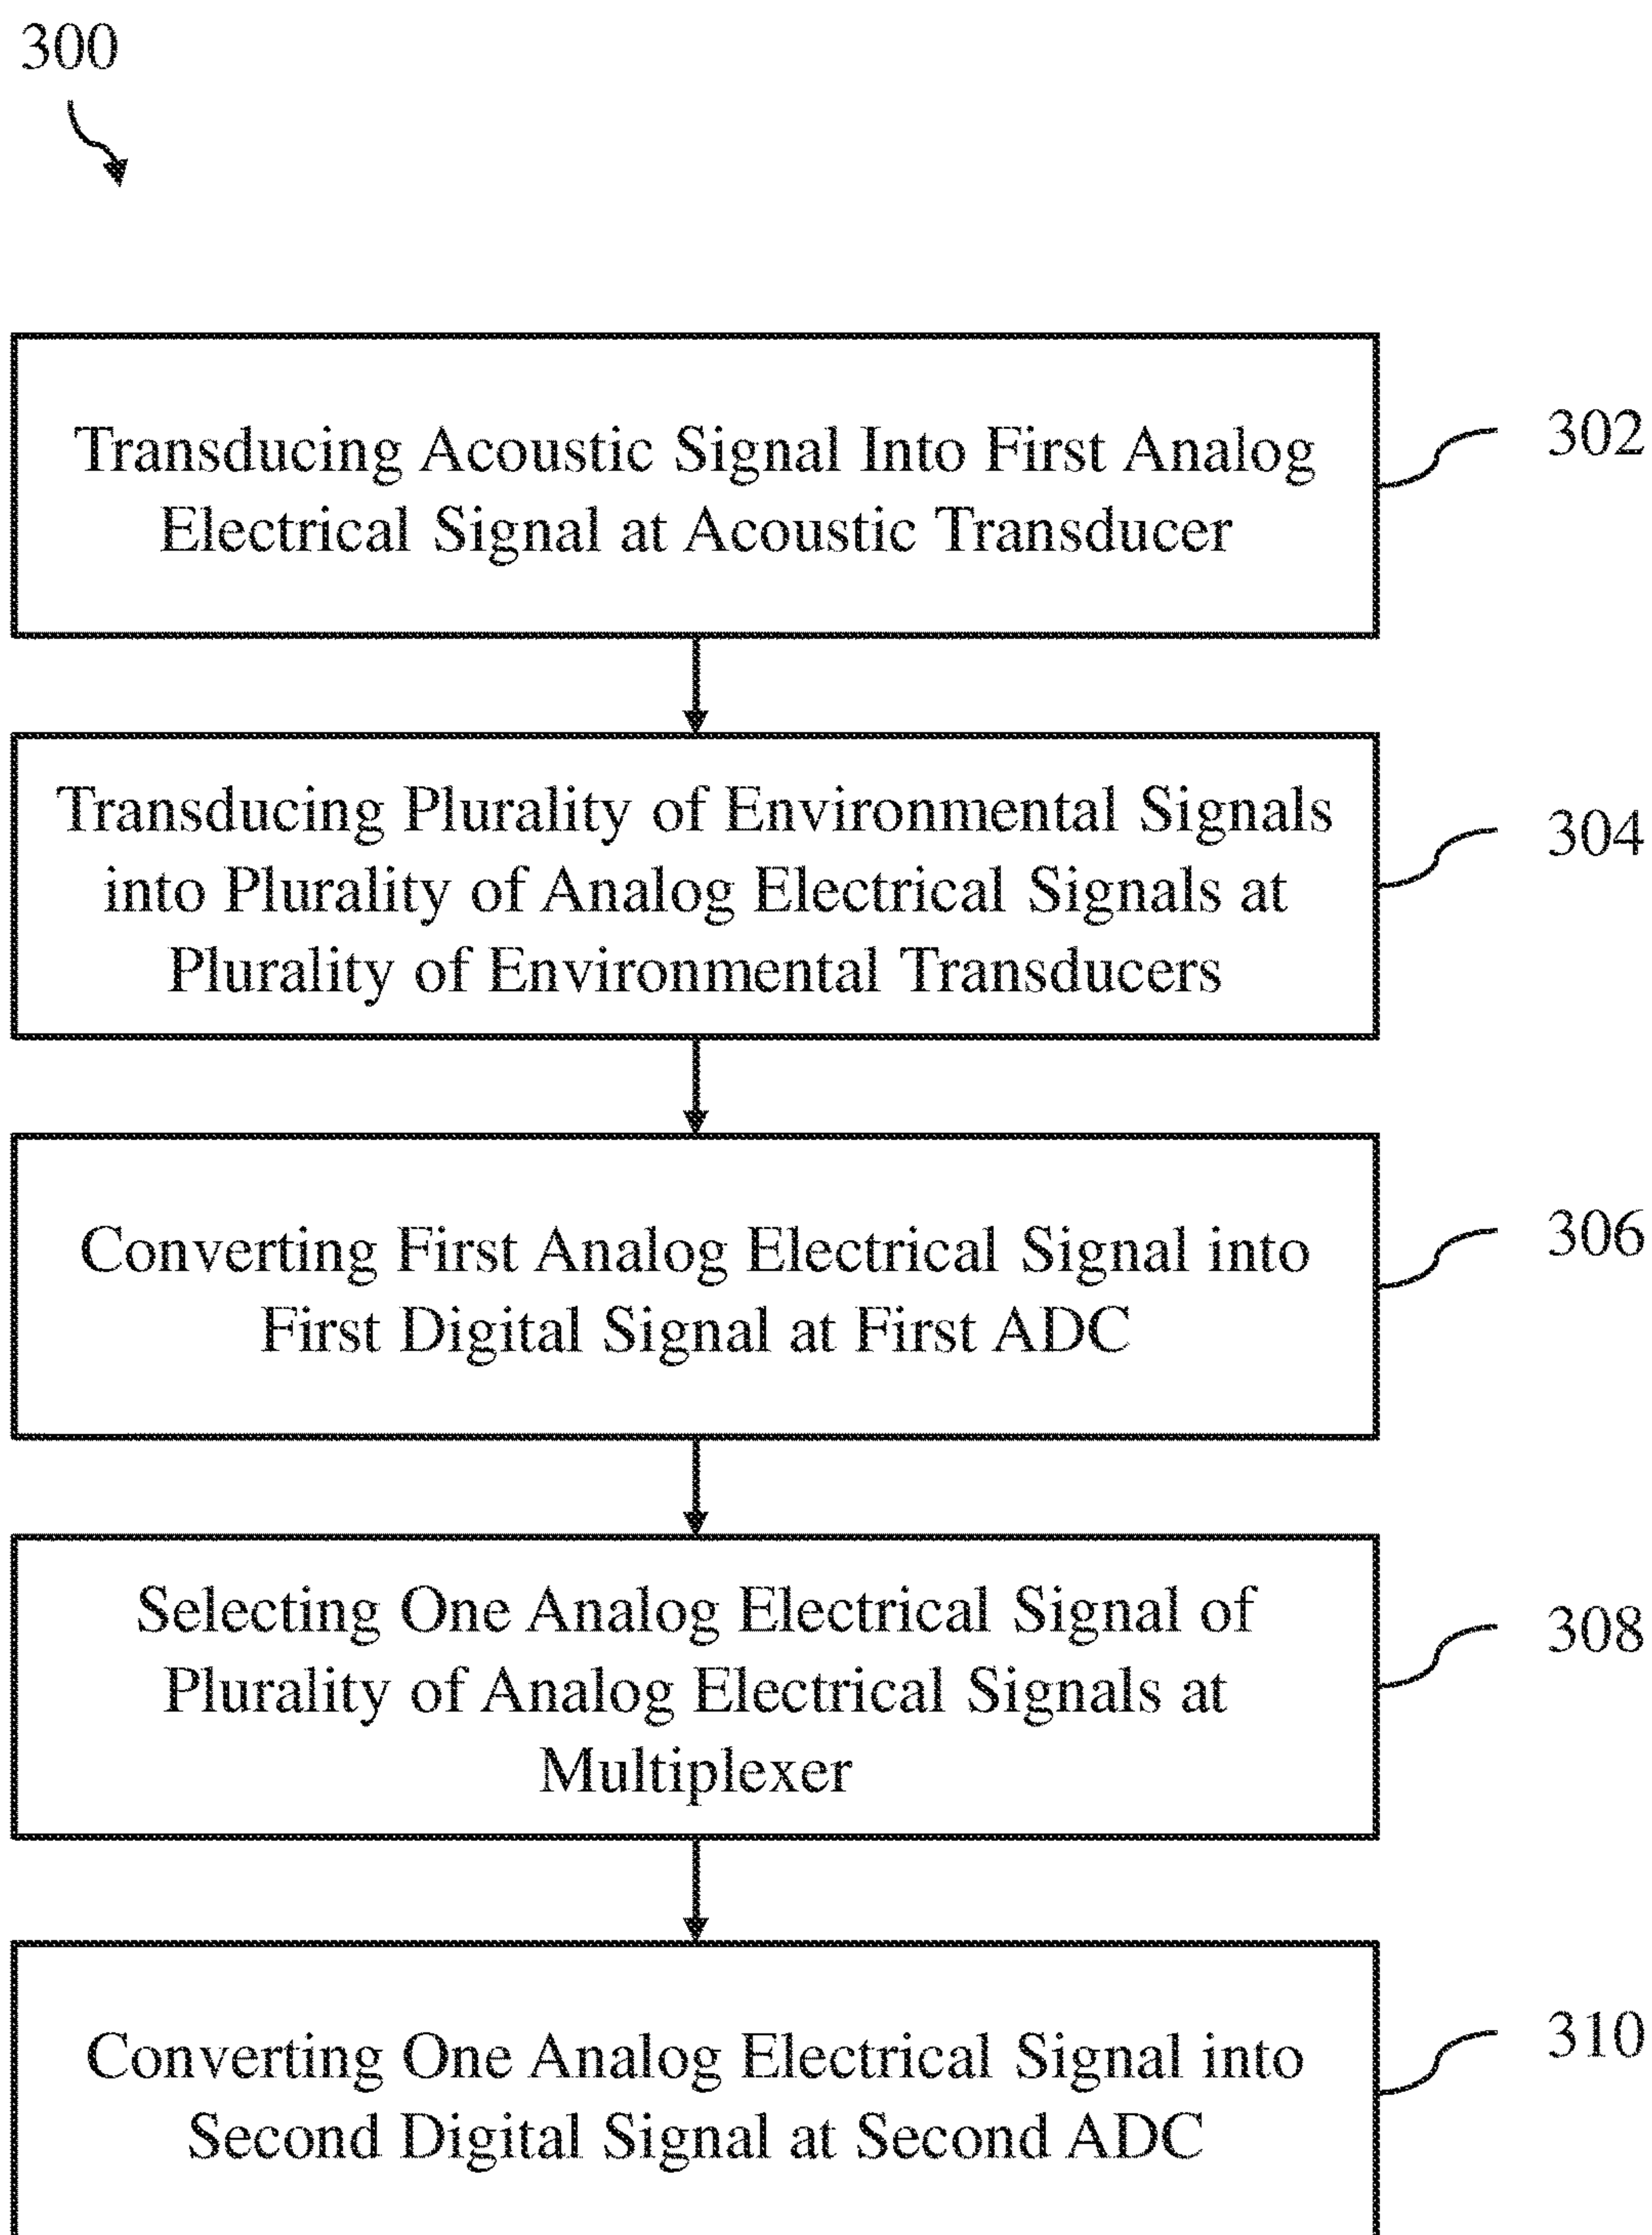 300
Transducing Acoustic Signal Into First Analog
Electrical Signal at Acoustic Transducer
302
Transducing Plurality of Environmental Signals
into Plurality of Analog Electrical Signals at
Plurality of Environmental Transducers
304
Converting First Analog Electrical Signal into
First Digital Signal at First ADC
306
Selecting One Analog Electrical Signal of
Plurality of Analog Electrical Signals at
Multiplexer
308
Converting One Analog Electrical Signal into
Second Digital Signal at Second ADC
310